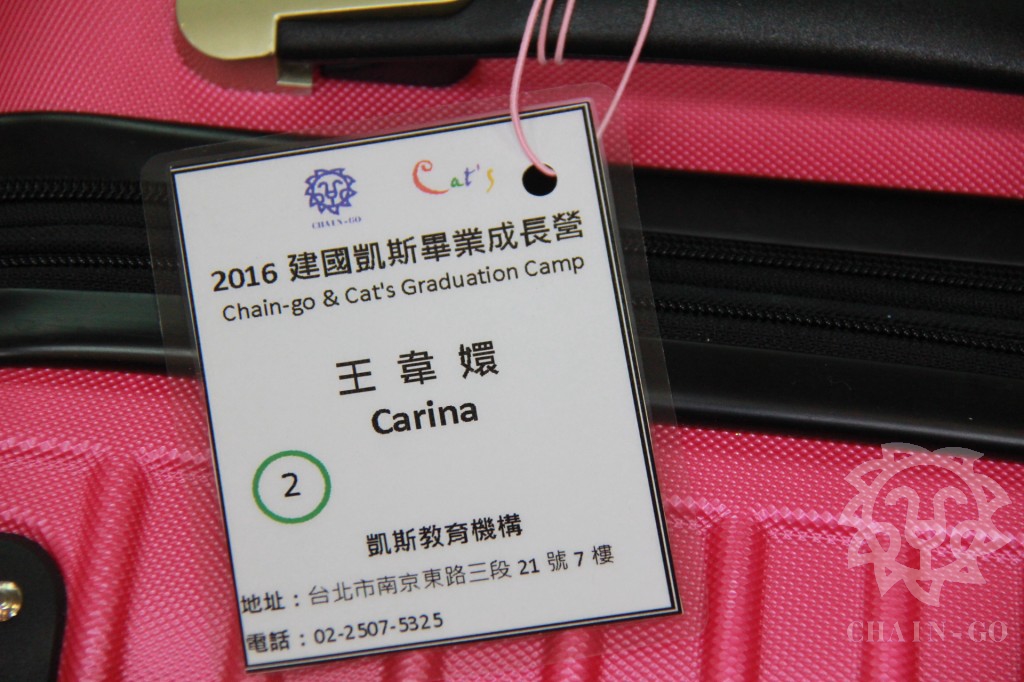 CHAIN-GO
Cat's
2016 建國凱斯畢業成長營
Chain-go & Cat's Graduation Camp
王 韋 嬛
Carina
2
凱斯教育機構
地址：台北市南京東路三段 21 號 7 樓
電話：02-2507-5325
CHAIN-GO